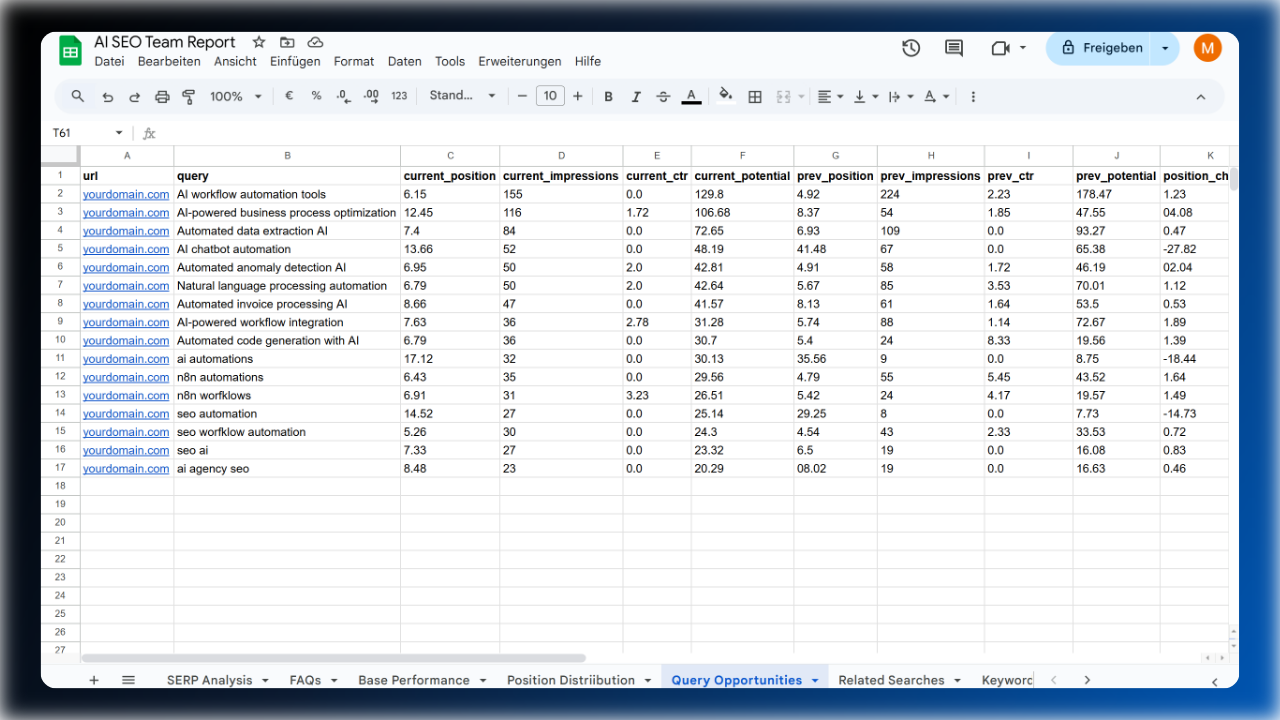 AI SEO Team Report
Datei Bearbeiten Ansicht Einfügen Format Daten Tools Erweiterungen Hilfe
Freigeben
M
100% € % .0 .00 123 Stand... − 10 + B I A
T61 fx
A B C D E F G H I J K
1 url query current_position current_impressions current_ctr current_potential prev_position prev_impressions prev_ctr prev_potential position_ch
2 yourdomain.com AI workflow automation tools 6.15 155 0.0 129.8 4.92 224 2.23 178.47 1.23
3 yourdomain.com AI-powered business process optimization 12.45 116 1.72 106.68 8.37 54 1.85 47.55 04.08
4 yourdomain.com Automated data extraction AI 7.4 84 0.0 72.65 6.93 109 0.0 93.27 0.47
5 yourdomain.com AI chatbot automation 13.66 52 0.0 48.19 41.48 67 0.0 65.38 -27.82
6 yourdomain.com Automated anomaly detection AI 6.95 50 2.0 42.81 4.91 58 1.72 46.19 02.04
7 yourdomain.com Natural language processing automation 6.79 50 2.0 42.64 5.67 85 3.53 70.01 1.12
8 yourdomain.com Automated invoice processing AI 8.66 47 0.0 41.57 8.13 61 1.64 53.5 0.53
9 yourdomain.com AI-powered workflow integration 7.63 36 2.78 31.28 5.74 88 1.14 72.67 1.89
10 yourdomain.com Automated code generation with AI 6.79 36 0.0 30.7 5.4 24 8.33 19.56 1.39
11 yourdomain.com ai automations 17.12 32 0.0 30.13 35.56 9 0.0 8.75 -18.44
12 yourdomain.com n8n automations 6.43 35 0.0 29.56 4.79 55 5.45 43.52 1.64
13 yourdomain.com n8n worfklows 6.91 31 3.23 26.51 5.42 24 4.17 19.57 1.49
14 yourdomain.com seo automation 14.52 27 0.0 25.14 29.25 8 0.0 7.73 -14.73
15 yourdomain.com seo worfklow automation 5.26 30 0.0 24.3 4.54 43 2.33 33.53 0.72
16 yourdomain.com seo ai 7.33 27 0.0 23.32 6.5 19 0.0 16.08 0.83
17 yourdomain.com ai agency seo 8.48 23 0.0 20.29 08.02 19 0.0 16.63 0.46
18
19
20
21
22
23
24
25
26
27
+ SERP Analysis FAQs Base Performance Position Distriibution Query Opportunities Related Searches Keyword